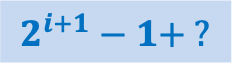 2^{i+1} − 1+ ?